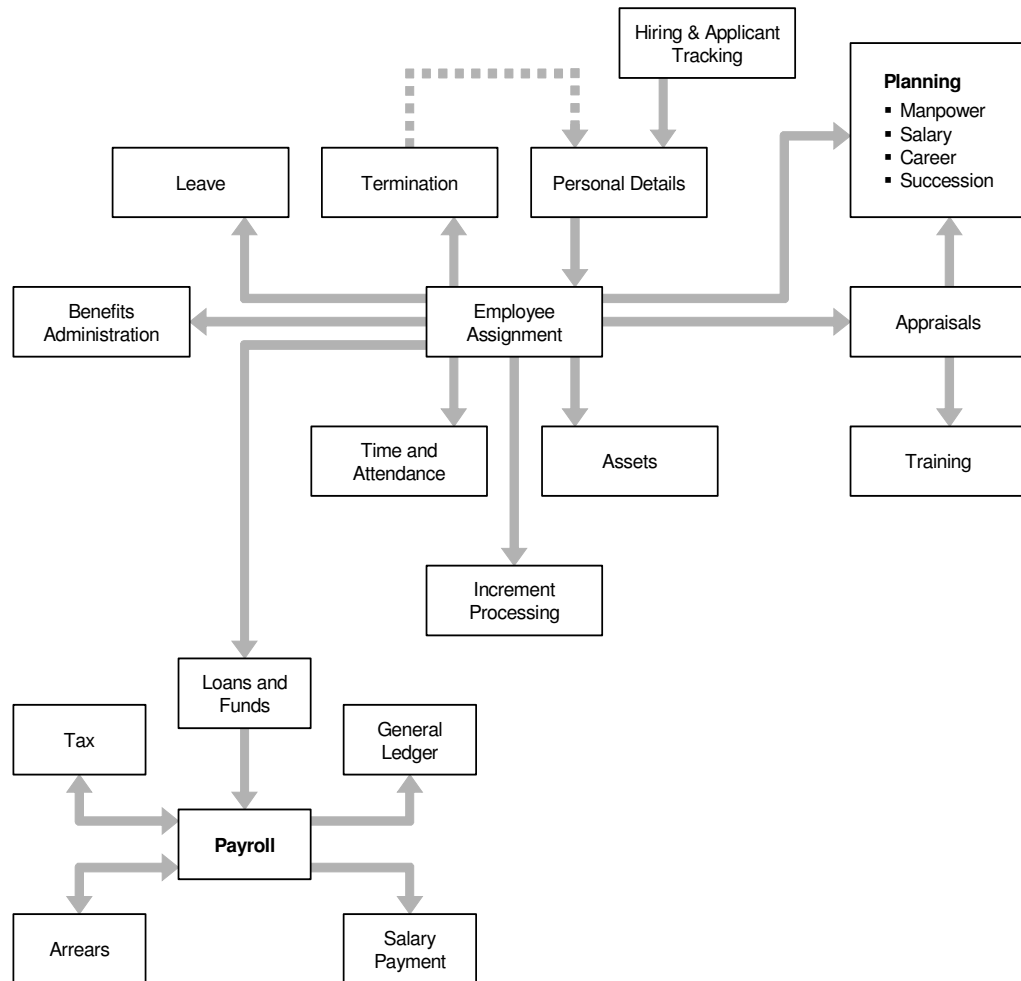 Hiring & Applicant
Tracking
Planning
▪ Manpower
▪ Salary
▪ Career
▪ Succession
Leave
Termination
Personal Details
Benefits
Administration
Employee
Assignment
Appraisals
Time and
Attendance
Assets
Training
Increment
Processing
Loans and
Funds
Tax
General
Ledger
Payroll
Arrears
Salary
Payment